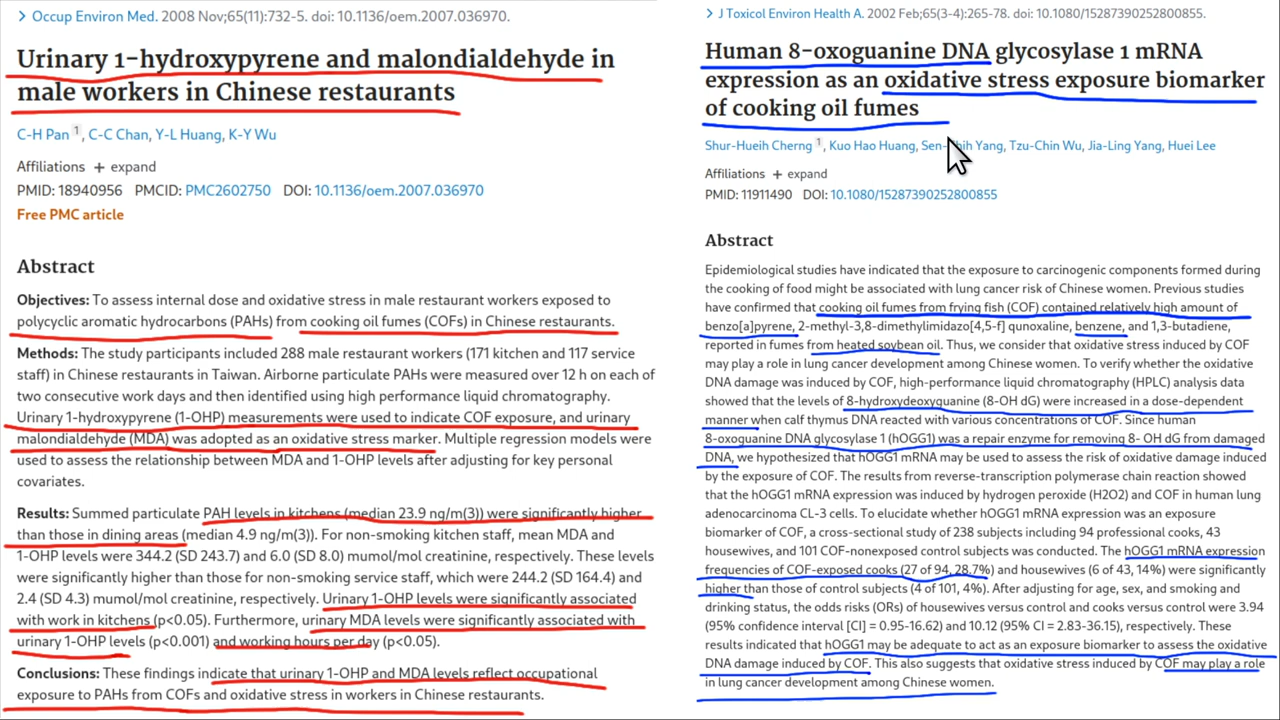 > Occup Environ Med. 2008 Nov;65(11):732-5. doi: 10.1136/oem.2007.036970.
Urinary 1-hydroxypyrene and malondialdehyde in
male workers in Chinese restaurants
C-H Pan 1, C-C Chan, Y-L Huang, K-Y Wu
Affiliations + expand
PMID: 18940956 PMCID: PMC2602750 DOI: 10.1136/oem.2007.036970
Free PMC article
Abstract
Objectives: To assess internal dose and oxidative stress in male restaurant workers exposed to
polycyclic aromatic hydrocarbons (PAHs) from cooking oil fumes (COFs) in Chinese restaurants.
Methods: The study participants included 288 male restaurant workers (171 kitchen and 117 service
staff) in Chinese restaurants in Taiwan. Airborne particulate PAHs were measured over 12 h on each of
two consecutive work days and then identified using high performance liquid chromatography.
Urinary 1-hydroxypyrene (1-OHP) measurements were used to indicate COF exposure, and urinary
malondialdehyde (MDA) was adopted as an oxidative stress marker. Multiple regression models were
used to assess the relationship between MDA and 1-OHP levels after adjusting for key personal
covariates.
Results: Summed particulate PAH levels in kitchens (median 23.9 ng/m(3)) were significantly higher
than those in dining areas (median 4.9 ng/m(3)). For non-smoking kitchen staff, mean MDA and
1-OHP levels were 344.2 (SD 243.7) and 6.0 (SD 8.0) mumol/mol creatinine, respectively. These levels
were significantly higher than those for non-smoking service staff, which were 244.2 (SD 164.4) and
2.4 (SD 4.3) mumol/mol creatinine, respectively. Urinary 1-OHP levels were significantly associated
with work in kitchens (p<0.05). Furthermore, urinary MDA levels were significantly associated with
urinary 1-OHP levels (p<0.001) and working hours per day (p<0.05).
Conclusions: These findings indicate that urinary 1-OHP and MDA levels reflect occupational
exposure to PAHs from COFs and oxidative stress in workers in Chinese restaurants.
> J Toxicol Environ Health A. 2002 Feb;65(3-4):265-78. doi: 10.1080/15287390252800855.
Human 8-oxoguanine DNA glycosylase 1 mRNA
expression as an oxidative stress exposure biomarker
of cooking oil fumes
Shur-Hueih Cherng 1, Kuo Hao Huang, Sen- Yang, Tzu-Chin Wu, Jia-Ling Yang, Huei Lee
Affiliations + expand
PMID: 11911490 DOI: 10.1080/15287390252800855
Abstract
Epidemiological studies have indicated that the exposure to carcinogenic components formed during
the cooking of food might be associated with lung cancer risk of Chinese women. Previous studies
have confirmed that cooking oil fumes from frying fish (COF) contained relatively high amount of
benzo[a]pyrene, 2-methyl-3,8-dimethylimidazo[4,5-f] qunoxaline, benzene, and 1,3-butadiene,
reported in fumes from heated soybean oil. Thus, we consider that oxidative stress induced by COF
may play a role in lung cancer development among Chinese women. To verify whether the oxidative
DNA damage was induced by COF, high-performance liquid chromatography (HPLC) analysis data
showed that the levels of 8-hydroxydeoxyguanine (8-OH dG) were increased in a dose-dependent
manner when calf thymus DNA reacted with various concentrations of COF. Since human
8-oxoguanine DNA glycosylase 1 (hOGG1) was a repair enzyme for removing 8- OH dG from damaged
DNA, we hypothesized that hOGG1 mRNA may be used to assess the risk of oxidative damage induced
by the exposure of COF. The results from reverse-transcription polymerase chain reaction showed
that the hOGG1 mRNA expression was induced by hydrogen peroxide (H2O2) and COF in human lung
adenocarcinoma CL-3 cells. To elucidate whether hOGG1 mRNA expression was an exposure
biomarker of COF, a cross-sectional study of 238 subjects including 94 professional cooks, 43
housewives, and 101 COF-nonexposed control subjects was conducted. The hOGG1 mRNA expression
frequencies of COF-exposed cooks (27 of 94, 28.7%) and housewives (6 of 43, 14%) were significantly
higher than those of control subjects (4 of 101, 4%). After adjusting for age, sex, and smoking and
drinking status, the odds risks (ORs) of housewives versus control and cooks versus control were 3.94
(95% confidence interval [CI] = 0.95-16.62) and 10.12 (95% CI = 2.83-36.15), respectively. These
results indicated that hOGG1 may be adequate to act as an exposure biomarker to assess the oxidative
DNA damage induced by COF. This also suggests that oxidative stress induced by COF may play a role
in lung cancer development among Chinese women.